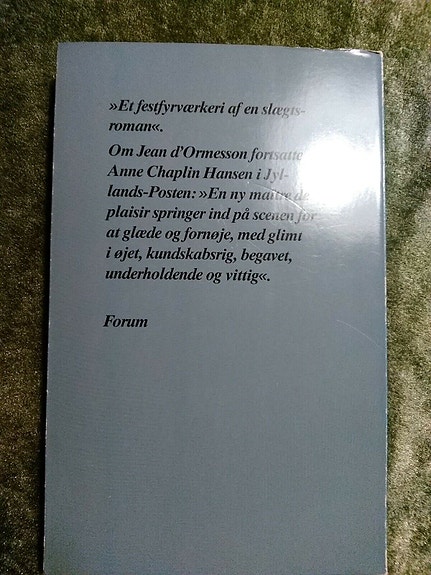 »Et festfyrværkeri af en slægts-
roman«.
Om Jean d'Ormesson fortsatte
Anne Chaplin Hansen i Jyl-
lands-Posten: »En ny maître de
plaisir springer ind på scenen for
at glæde og fornøje, med glimt
i øjet, kundskabsrig, begavet,
underholdende og vittig«.
Forum